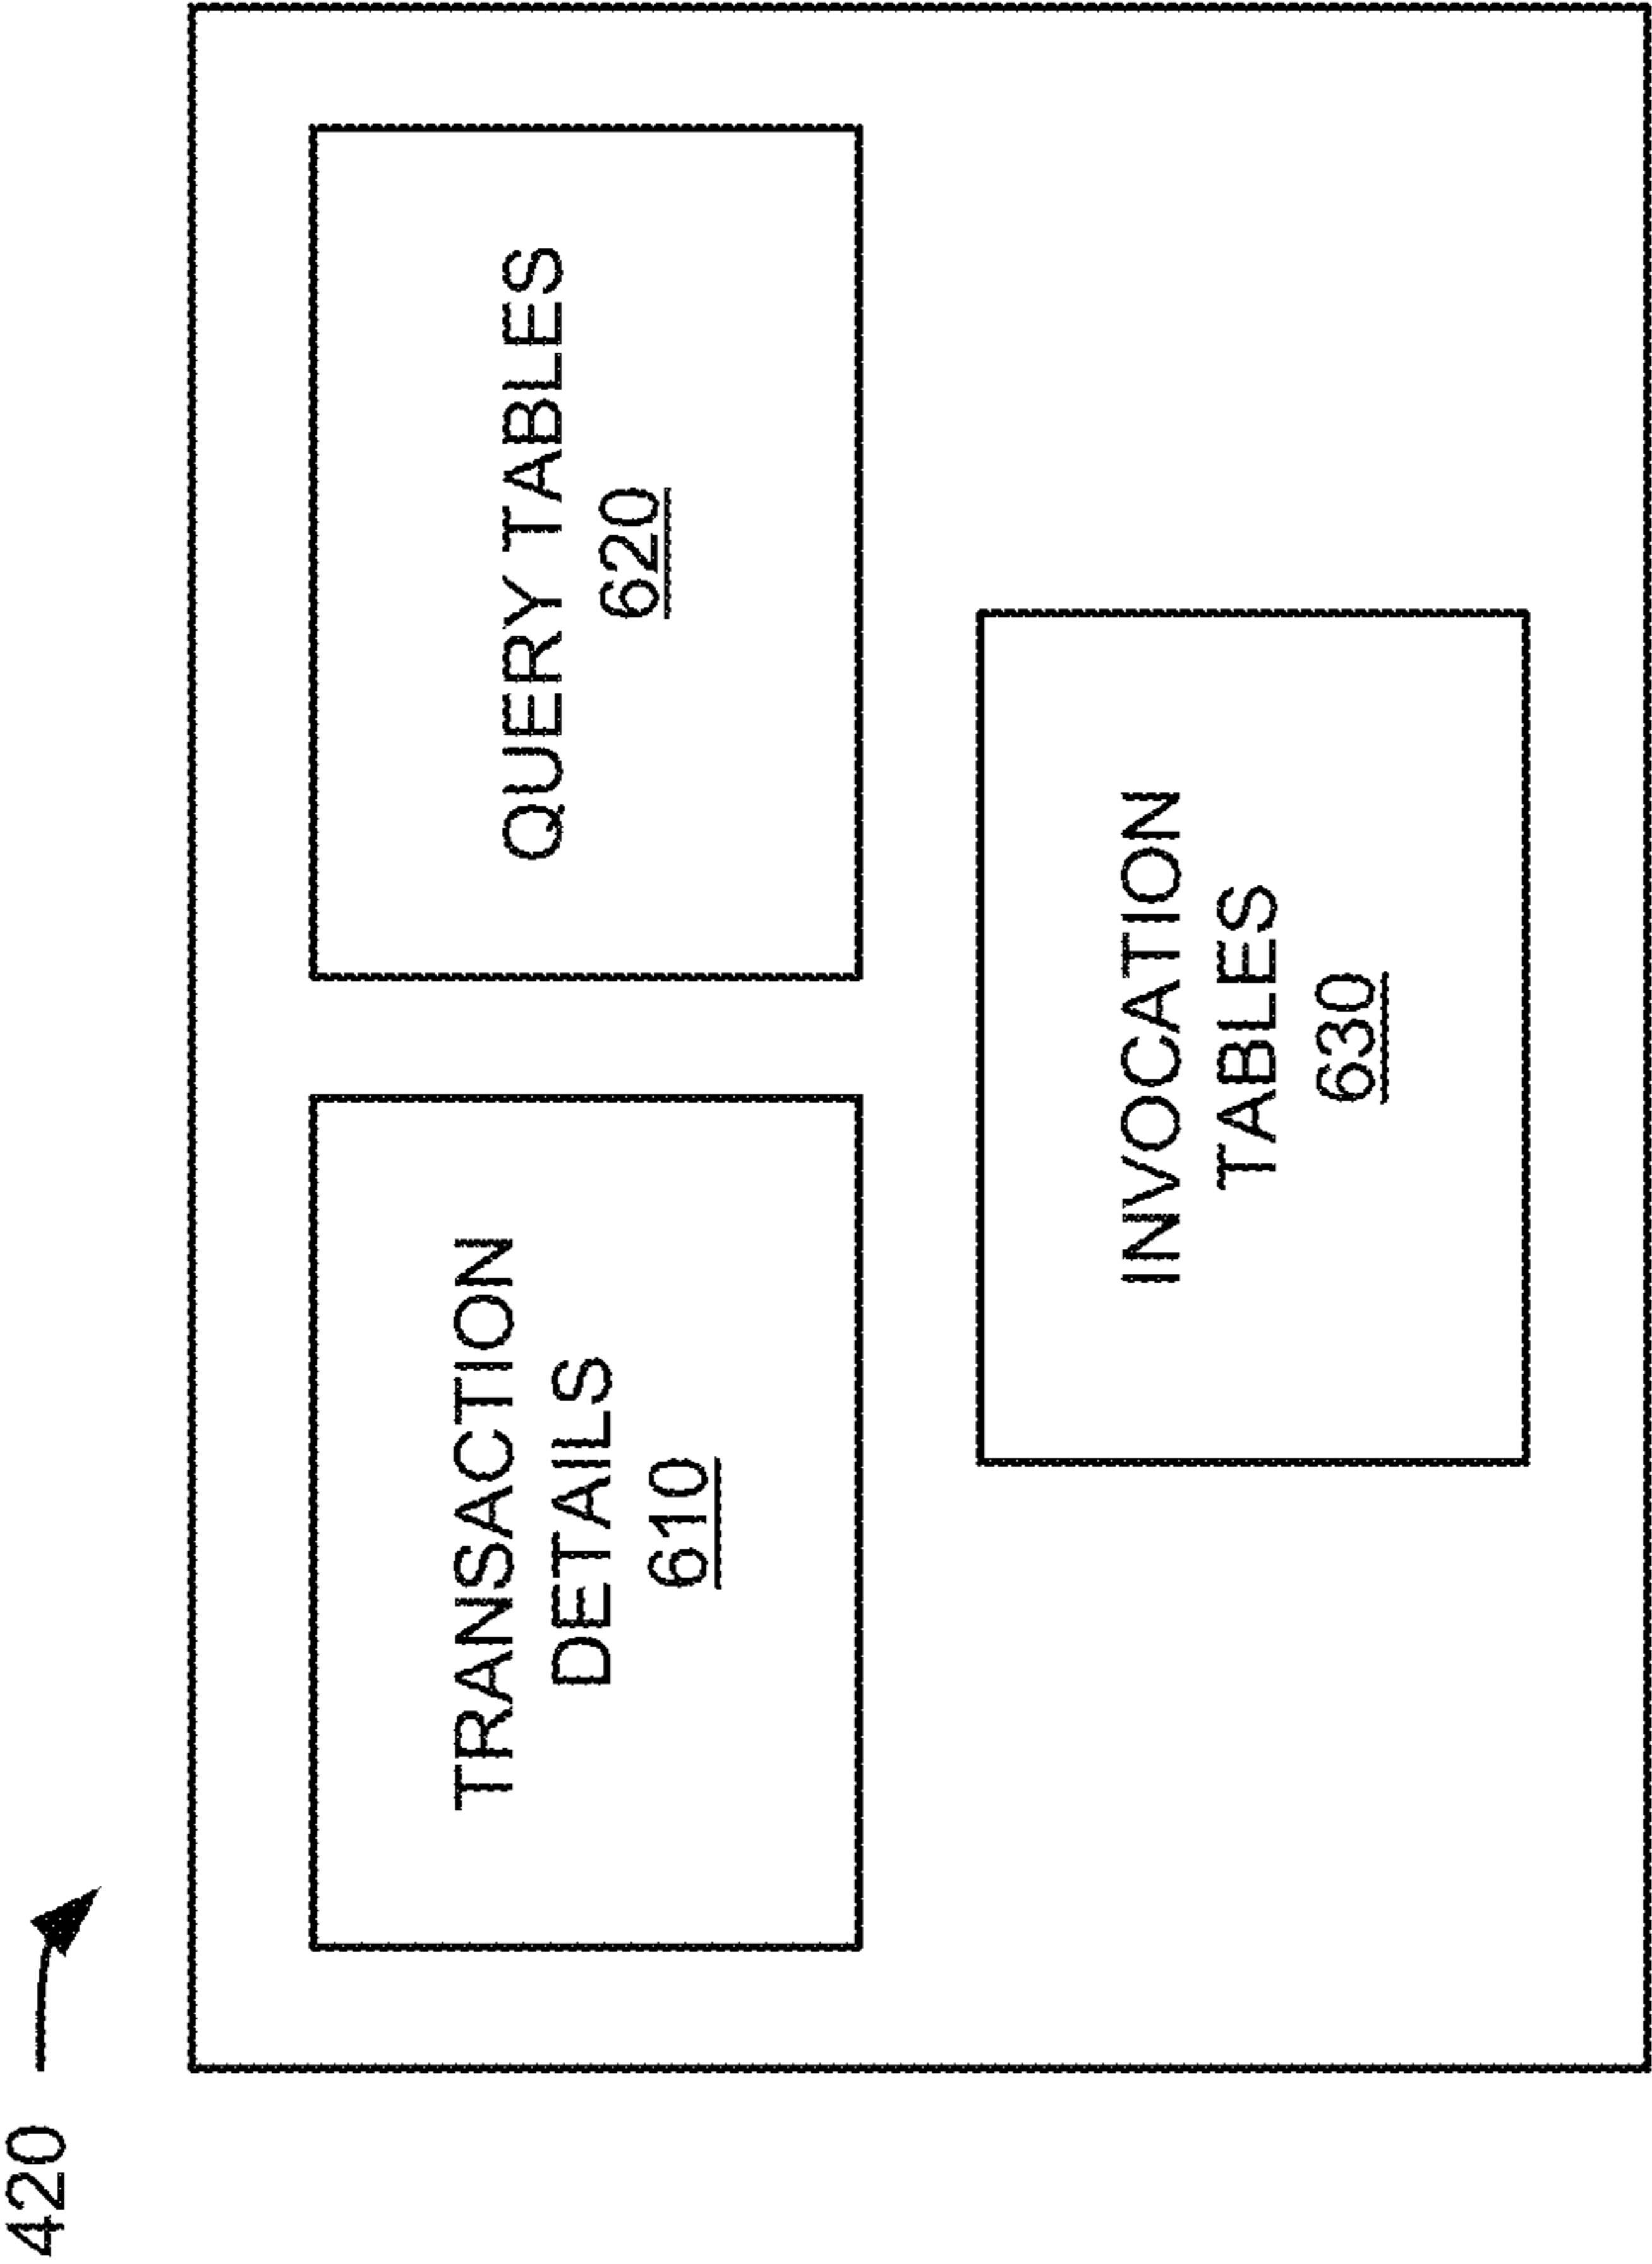 420
TRANSACTION
DETAILS
610
QUERY TABLES
620
INVOCATION
TABLES
630